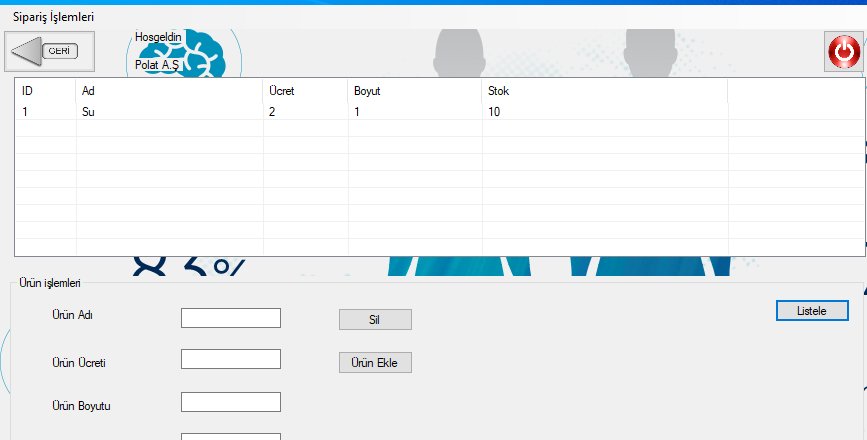 Sipariş İşlemleri
GERİ
Hosgeldin
Polat A.Ş
ID Ad Ücret Boyut Stok
1 Su 2 1 10
83%
Ürün işlemleri
Ürün Adı
Sil
Listele
Ürün Ücreti
Ürün Ekle
Ürün Boyutu